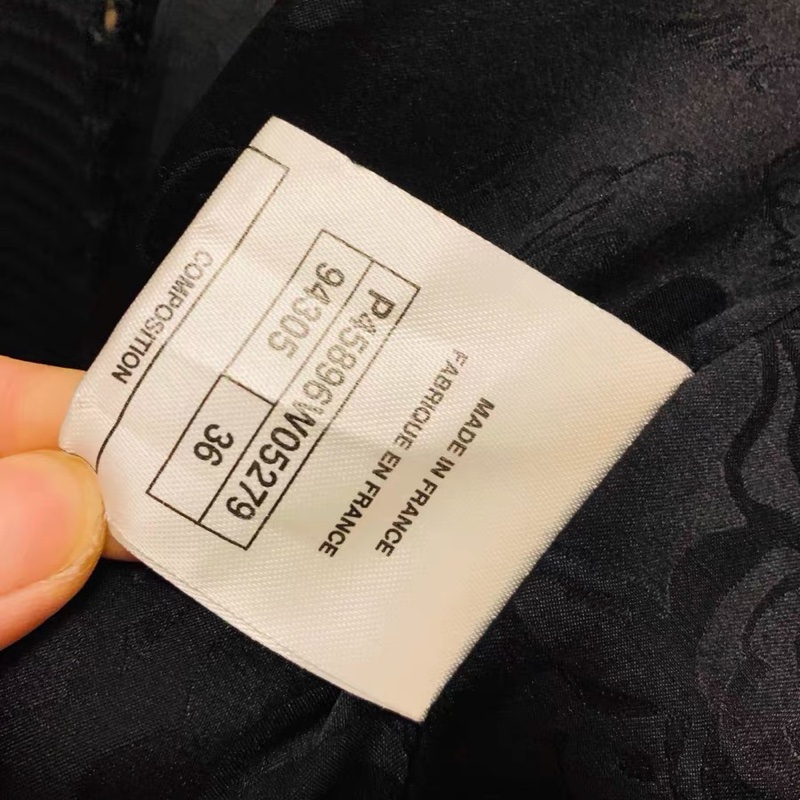 MADE IN FRANCE
FABRIQUE EN FRANCE
P45896W05279
94305 36
COMPOSITION